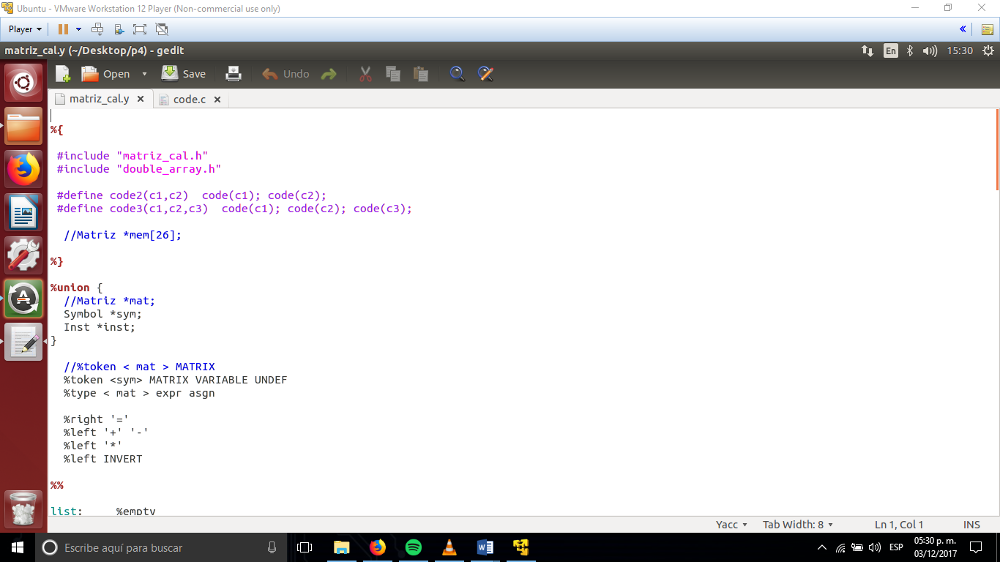 Ubuntu - VMware Workstation 12 Player (Non-commercial use only)
Player
matriz_cal.y (~/Desktop/p4) - gedit
En
15:30
Open
Save
Undo
matriz_cal.y
code.c
%{
#include "matriz_cal.h"
#include "double_array.h"
#define code2(c1,c2)  code(c1); code(c2);
#define code3(c1,c2,c3)  code(c1); code(c2); code(c3);
//Matriz *mem[26];
%}
%union {
//Matriz *mat;
Symbol *sym;
Inst *inst;
}
//%token < mat > MATRIX
%token <sym> MATRIX VARIABLE UNDEF
%type < mat > expr asgn
%right '='
%left '+' '-'
%left '*'
%left INVERT
%%
list:     %empty
Yacc
Tab Width: 8
Ln 1, Col 1
INS
Escribe aquí para buscar
ESP
05:30 p. m.
03/12/2017